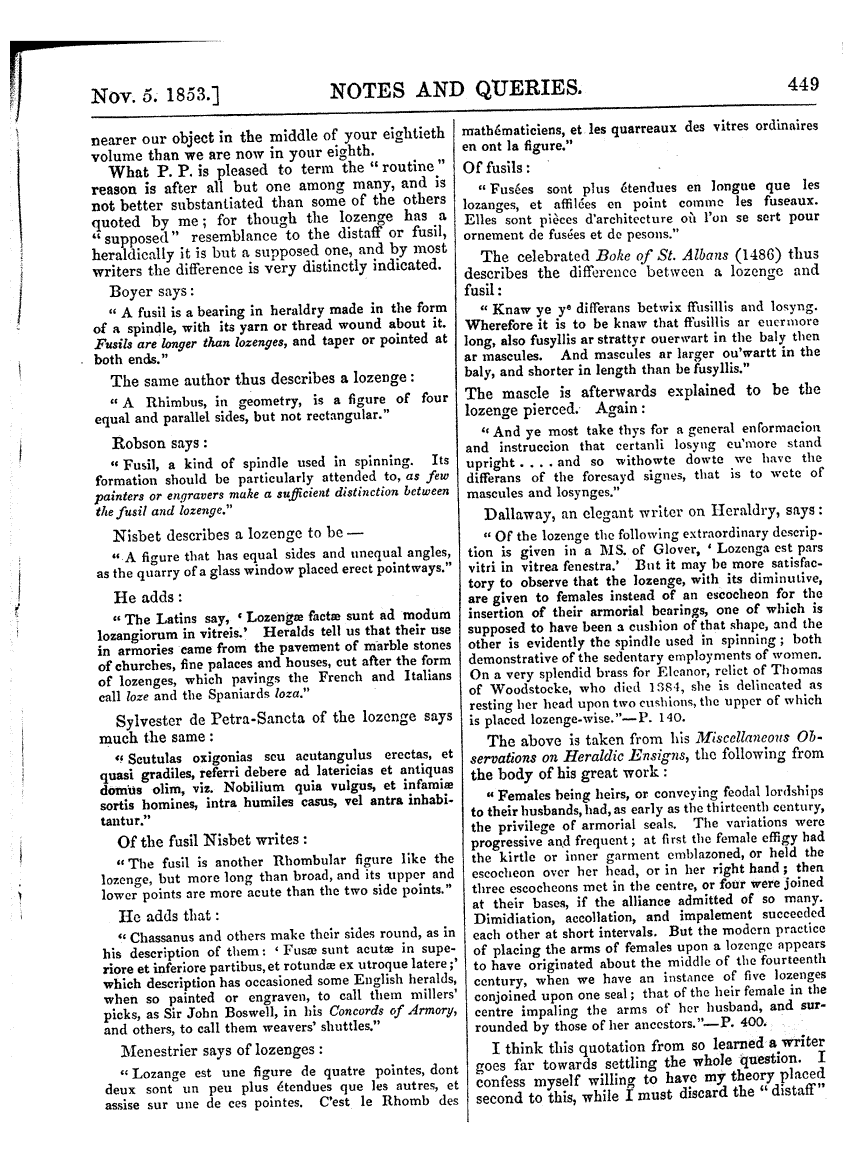 Nov. 5. 1853.] NOTES AND QUERIES. 449
nearer our object in the middle of your eightieth
volume than we are now in your eighth.
What P. P. is pleased to term the "routine"
reason is after all but one among many, and is
not better substantiated than some of the others
quoted by me; for though the lozenge has a
"supposed" resemblance to the distaff or fusil,
heraldically it is but a supposed one, and by most
writers the difference is very distinctly indicated.
Boyer says:
"A fusil is a bearing in heraldry made in the form
of a spindle, with its yarn or thread wound about it.
Fusils are longer than lozenges, and taper or pointed at
both ends."
The same author thus describes a lozenge:
"A Rhimbus, in geometry, is a figure of four
equal and parallel sides, but not rectangular."
Robson says:
"Fusil, a kind of spindle used in spinning. Its
formation should be particularly attended to, as few
painters or engravers make a sufficient distinction between
the fusil and lozenge."
Nisbet describes a lozenge to be —
"A figure that has equal sides and unequal angles,
as the quarry of a glass window placed erect pointways."
He adds:
"The Latins say, 'Lozengæ factæ sunt ad modum
lozangiorum in vitreis.' Heralds tell us that their use
in armories came from the pavement of marble stones
of churches, fine palaces and houses, cut after the form
of lozenges, which pavings the French and Italians
call loze and the Spaniards loza."
Sylvester de Petra-Sancta of the lozenge says
much the same:
"Scutulas oxigonias scu acutangulus erectas, et
quasi gradiles, referri debere ad latericias et antiquas
domus olim, viz. Nobilium quia vulgus, et infamiæ
sortis homines, intra humiles casus, vel antra inhabi-
tantur."
Of the fusil Nisbet writes:
"The fusil is another Rhombular figure like the
lozenge, but more long than broad, and its upper and
lower points are more acute than the two side points."
He adds that:
"Chassanus and others make their sides round, as in
his description of them: 'Fusæ sunt acutæ in supe-
riore et inferiore partibus, et rotundæ ex utroque latere;'
which description has occasioned some English heralds,
when so painted or engraven, to call them millers'
picks, as Sir John Boswell, in his Concords of Armory,
and others, to call them weavers' shuttles."
Menestrier says of lozenges:
"Lozange est une figure de quatre pointes, dont
deux sont un peu plus étendues que les autres, et
assise sur une de ces pointes. C'est le Rhomb des
mathématiciens, et les quarreaux des vitres ordinaires
en ont la figure."
Of fusils:
"Fusées sont plus étendues en longue que les
lozanges, et affilées en point comme les fuseaux.
Elles sont pièces d'architecture où l'on se sert pour
ornement de fusées et de pesons."
The celebrated Boke of St. Albans (1486) thus
describes the difference between a lozenge and
fusil:
"Knaw ye yᵉ differans betwix ffusillis and losyng.
Wherefore it is to be knaw that ffusillis ar euermore
long, also fusyllis ar strattyr ouerwart in the baly then
ar mascules. And mascules ar larger ou'wartt in the
baly, and shorter in length than be fusyllis."
The mascle is afterwards explained to be the
lozenge pierced. Again:
"And ye most take thys for a general enformacion
and instruccion that certanli losyng eu'more stand
upright .... and so withowte dowte we have the
differans of the foresayd signes, that is to wete of
mascules and losynges."
Dallaway, an elegant writer on Heraldry, says:
"Of the lozenge the following extraordinary descrip-
tion is given in a MS. of Glover, 'Lozenga est pars
vitri in vitrea fenestra.' But it may be more satisfac-
tory to observe that the lozenge, with its diminutive,
are given to females instead of an escocheon for the
insertion of their armorial bearings, one of which is
supposed to have been a cushion of that shape, and the
other is evidently the spindle used in spinning; both
demonstrative of the sedentary employments of women.
On a very splendid brass for Eleanor, relict of Thomas
of Woodstocke, who died 1384, she is delineated as
resting her head upon two cushions, the upper of which
is placed lozenge-wise."—P. 140.
The above is taken from his Miscellaneous Ob-
servations on Heraldic Ensigns, the following from
the body of his great work:
"Females being heirs, or conveying feodal lordships
to their husbands, had, as early as the thirteenth century,
the privilege of armorial seals. The variations were
progressive and frequent; at first the female effigy had
the kirtle or inner garment emblazoned, or held the
escocheon over her head, or in her right hand; then
three escocheons met in the centre, or four were joined
at their bases, if the alliance admitted of so many.
Dimidiation, accollation, and impalement succeeded
each other at short intervals. But the modern practice
of placing the arms of females upon a lozenge appears
to have originated about the middle of the fourteenth
century, when we have an instance of five lozenges
conjoined upon one seal; that of the heir female in the
centre impaling the arms of her husband, and sur-
rounded by those of her ancestors."—P. 400.
I think this quotation from so learned a writer
goes far towards settling the whole question. I
confess myself willing to have my theory placed
second to this, while I must discard the "distaff"